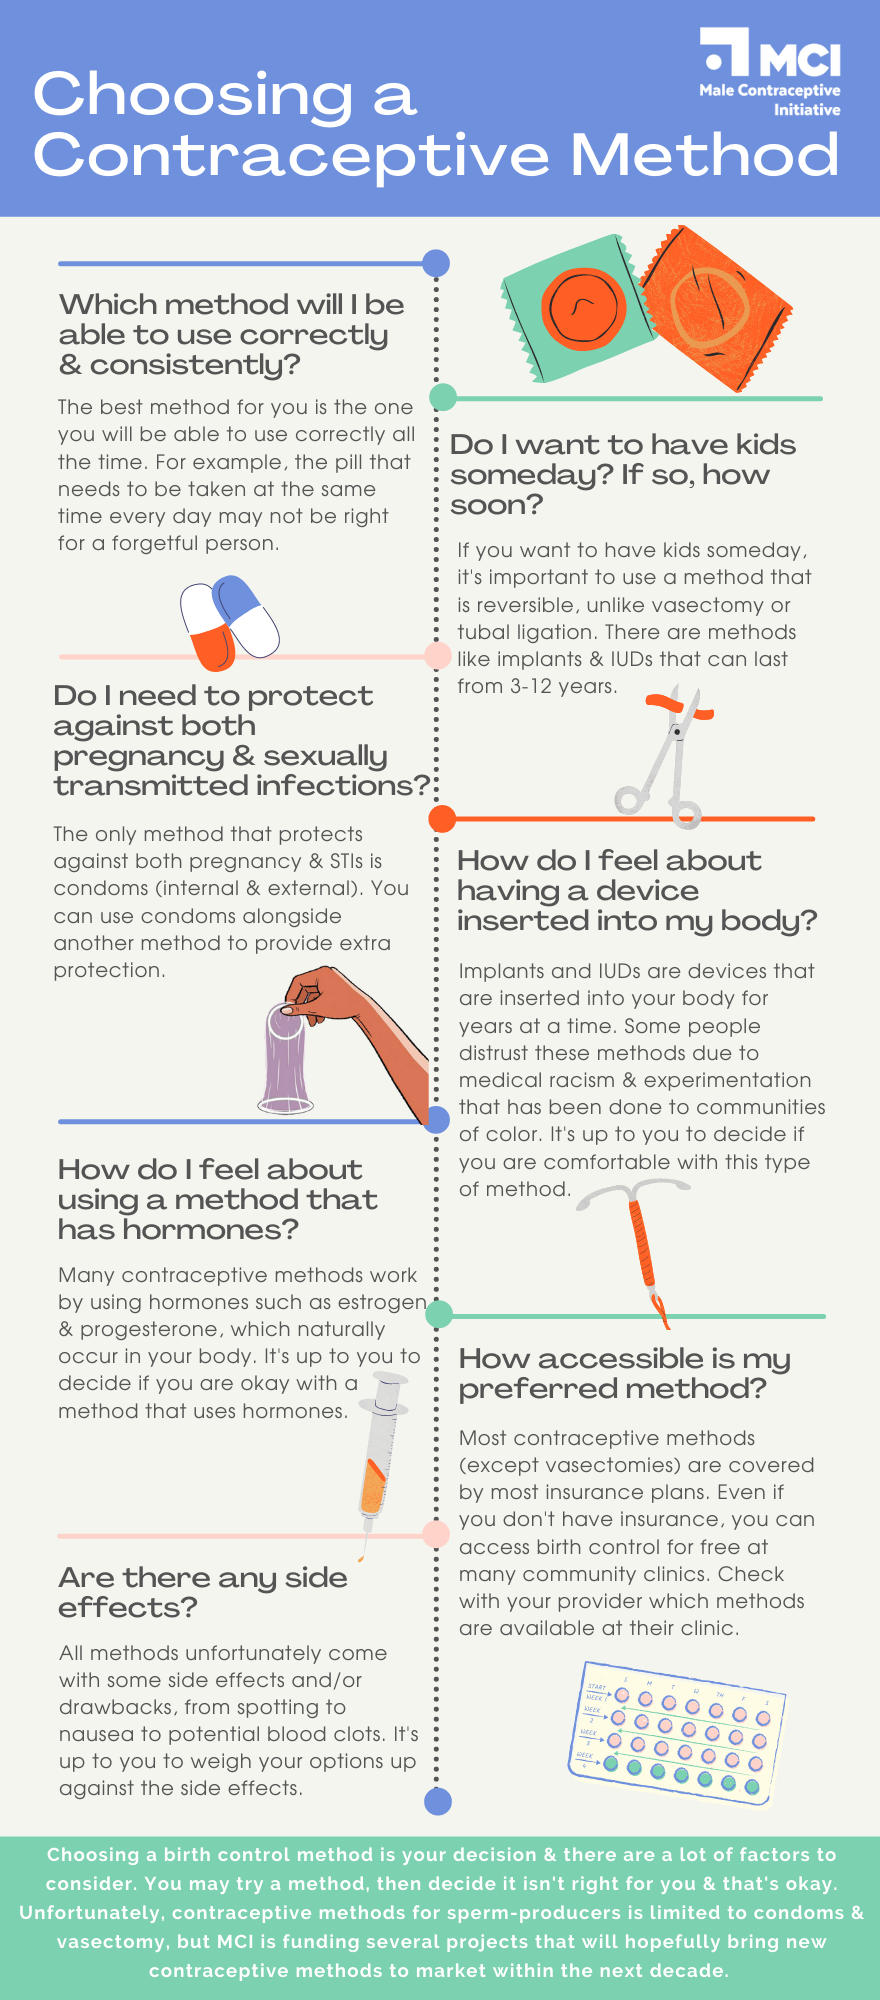 Choosing a
Contraceptive Method
MCI
Male Contraceptive
Initiative
Which method will I be
able to use correctly
& consistently?
The best method for you is the one
you will be able to use correctly all
the time. For example, the pill that
needs to be taken at the same
time every day may not be right
for a forgetful person.
Do I want to have kids
someday? If so, how
soon?
If you want to have kids someday,
it's important to use a method that
is reversible, unlike vasectomy or
tubal ligation. There are methods
like implants & IUDs that can last
from 3-12 years.
Do I need to protect
against both
pregnancy & sexually
transmitted infections?
The only method that protects
against both pregnancy & STIs is
condoms (internal & external). You
can use condoms alongside
another method to provide extra
protection.
How do I feel about
having a device
inserted into my body?
Implants and IUDs are devices that
are inserted into your body for
years at a time. Some people
distrust these methods due to
medical racism & experimentation
that has been done to communities
of color. It's up to you to decide if
you are comfortable with this type
of method.
How do I feel about
using a method that
has hormones?
Many contraceptive methods work
by using hormones such as estrogen
& progesterone, which naturally
occur in your body. It's up to you to
decide if you are okay with a
method that uses hormones.
How accessible is my
preferred method?
Most contraceptive methods
(except vasectomies) are covered
by most insurance plans. Even if
you don't have insurance, you can
access birth control for free at
many community clinics. Check
with your provider which methods
are available at their clinic.
S M T W TH F S
START
WEEK 1
WEEK
2
WEEK
3
WEEK
4
Are there any side
effects?
All methods unfortunately come
with some side effects and/or
drawbacks, from spotting to
nausea to potential blood clots. It's
up to you to weigh your options up
against the side effects.
Choosing a birth control method is your decision & there are a lot of factors to
consider. You may try a method, then decide it isn't right for you & that's okay.
Unfortunately, contraceptive methods for sperm-producers is limited to condoms &
vasectomy, but MCI is funding several projects that will hopefully bring new
contraceptive methods to market within the next decade.